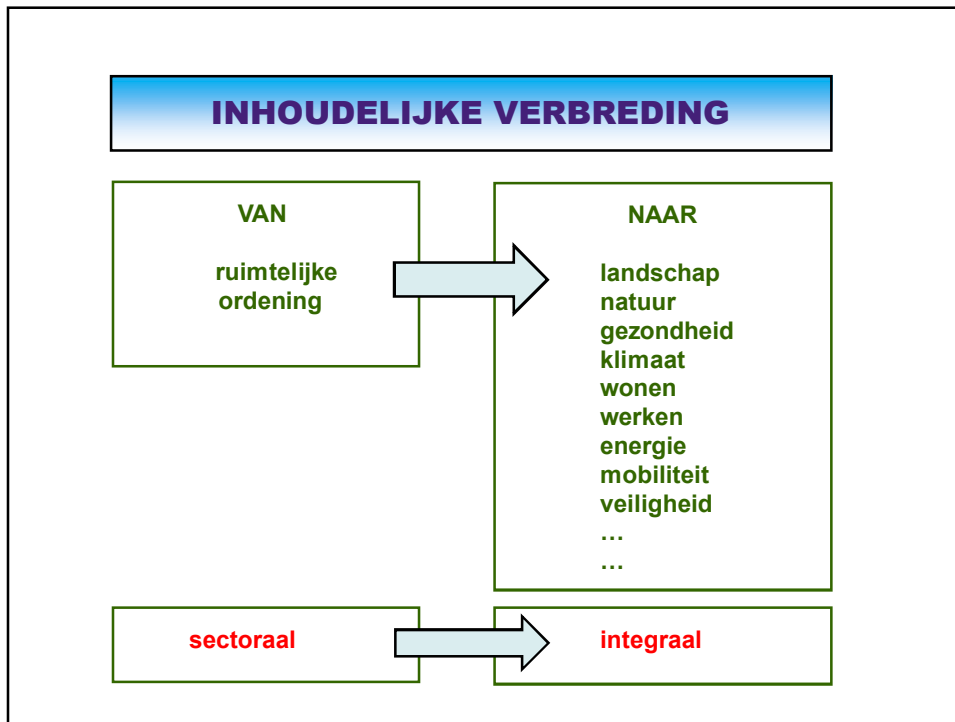 INHOUDELIJKE VERBREDING
VAN
ruimtelijke
ordening
NAAR
landschap
natuur
gezondheid
klimaat
wonen
werken
energie
mobiliteit
veiligheid
…
…
sectoraal
integraal